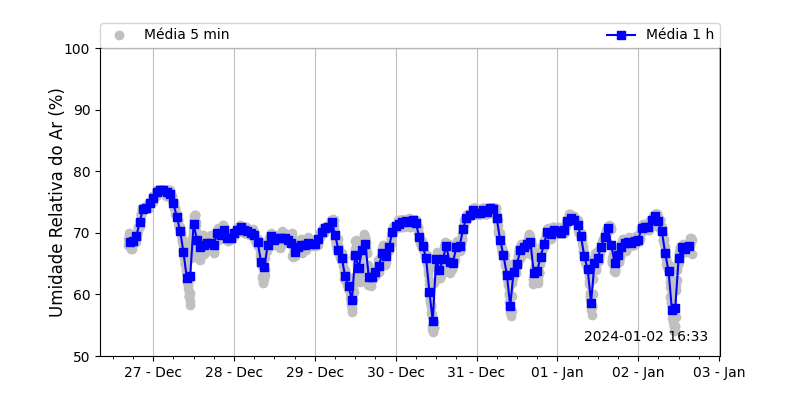 Média 5 min
Média 1 h
Umidade Relativa do Ar (%)
100
90
80
70
60
50
2024-01-02 16:33
27 - Dec
28 - Dec
29 - Dec
30 - Dec
31 - Dec
01 - Jan
02 - Jan
03 - Jan